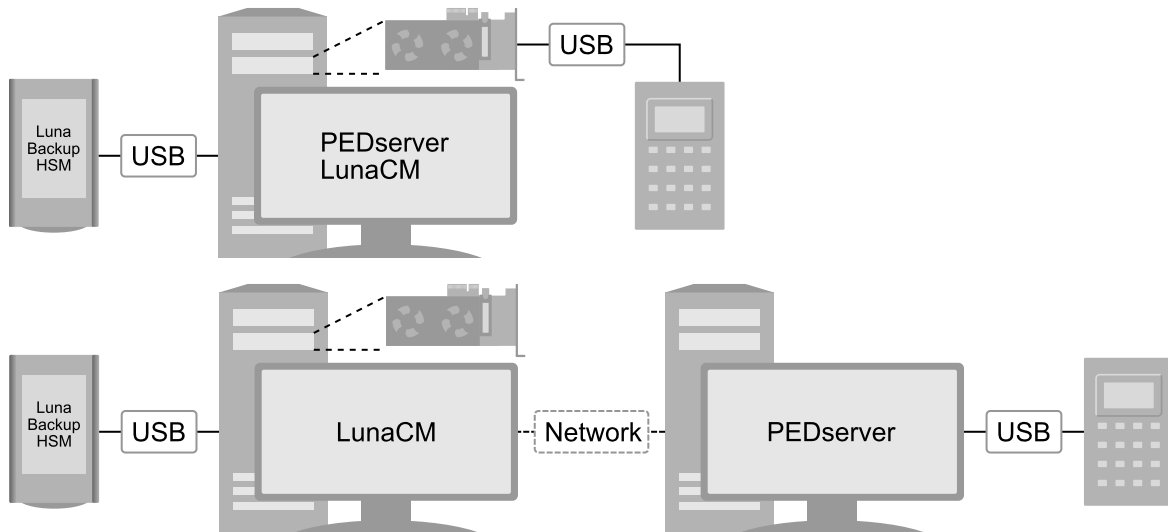 USB
Luna
Backup
HSM
USB
PEDserver
LunaCM
Luna
Backup
HSM
USB
LunaCM
Network
PEDserver
USB